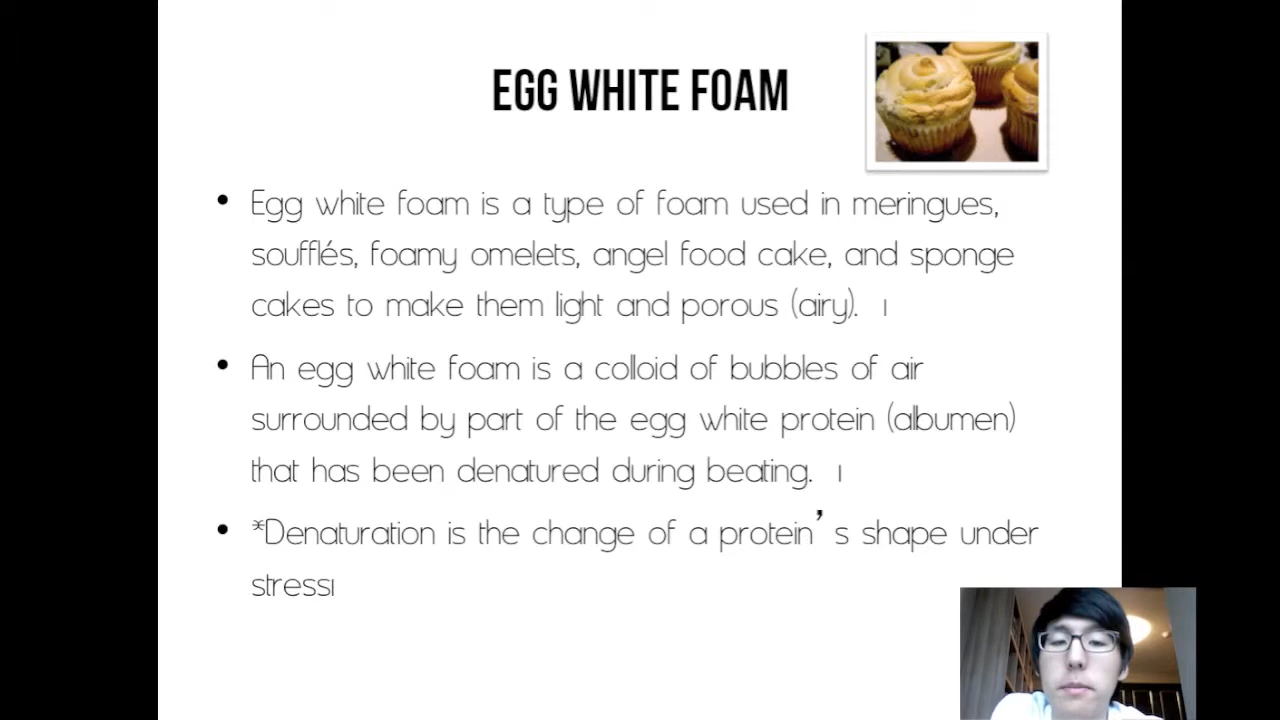 EGG WHITE FOAM
• Egg white foam is a type of foam used in meringues,
soufflés, foamy omelets, angel food cake, and sponge
cakes to make them light and porous (airy). 1
• An egg white foam is a colloid of bubbles of air
surrounded by part of the egg white protein (albumen)
that has been denatured during beating. 1
• *Denaturation is the change of a protein’s shape under
stress1